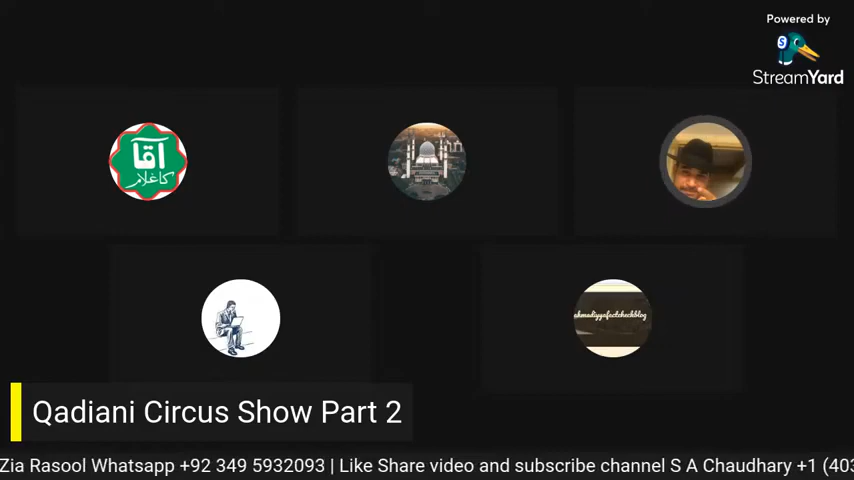 Powered by
StreamYard
آقا
کا غلام
ahmadiyyafactcheckblog
Qadiani Circus Show Part 2
Zia Rasool Whatsapp +92 349 5932093 | Like Share video and subscribe channel S A Chaudhary +1 (403